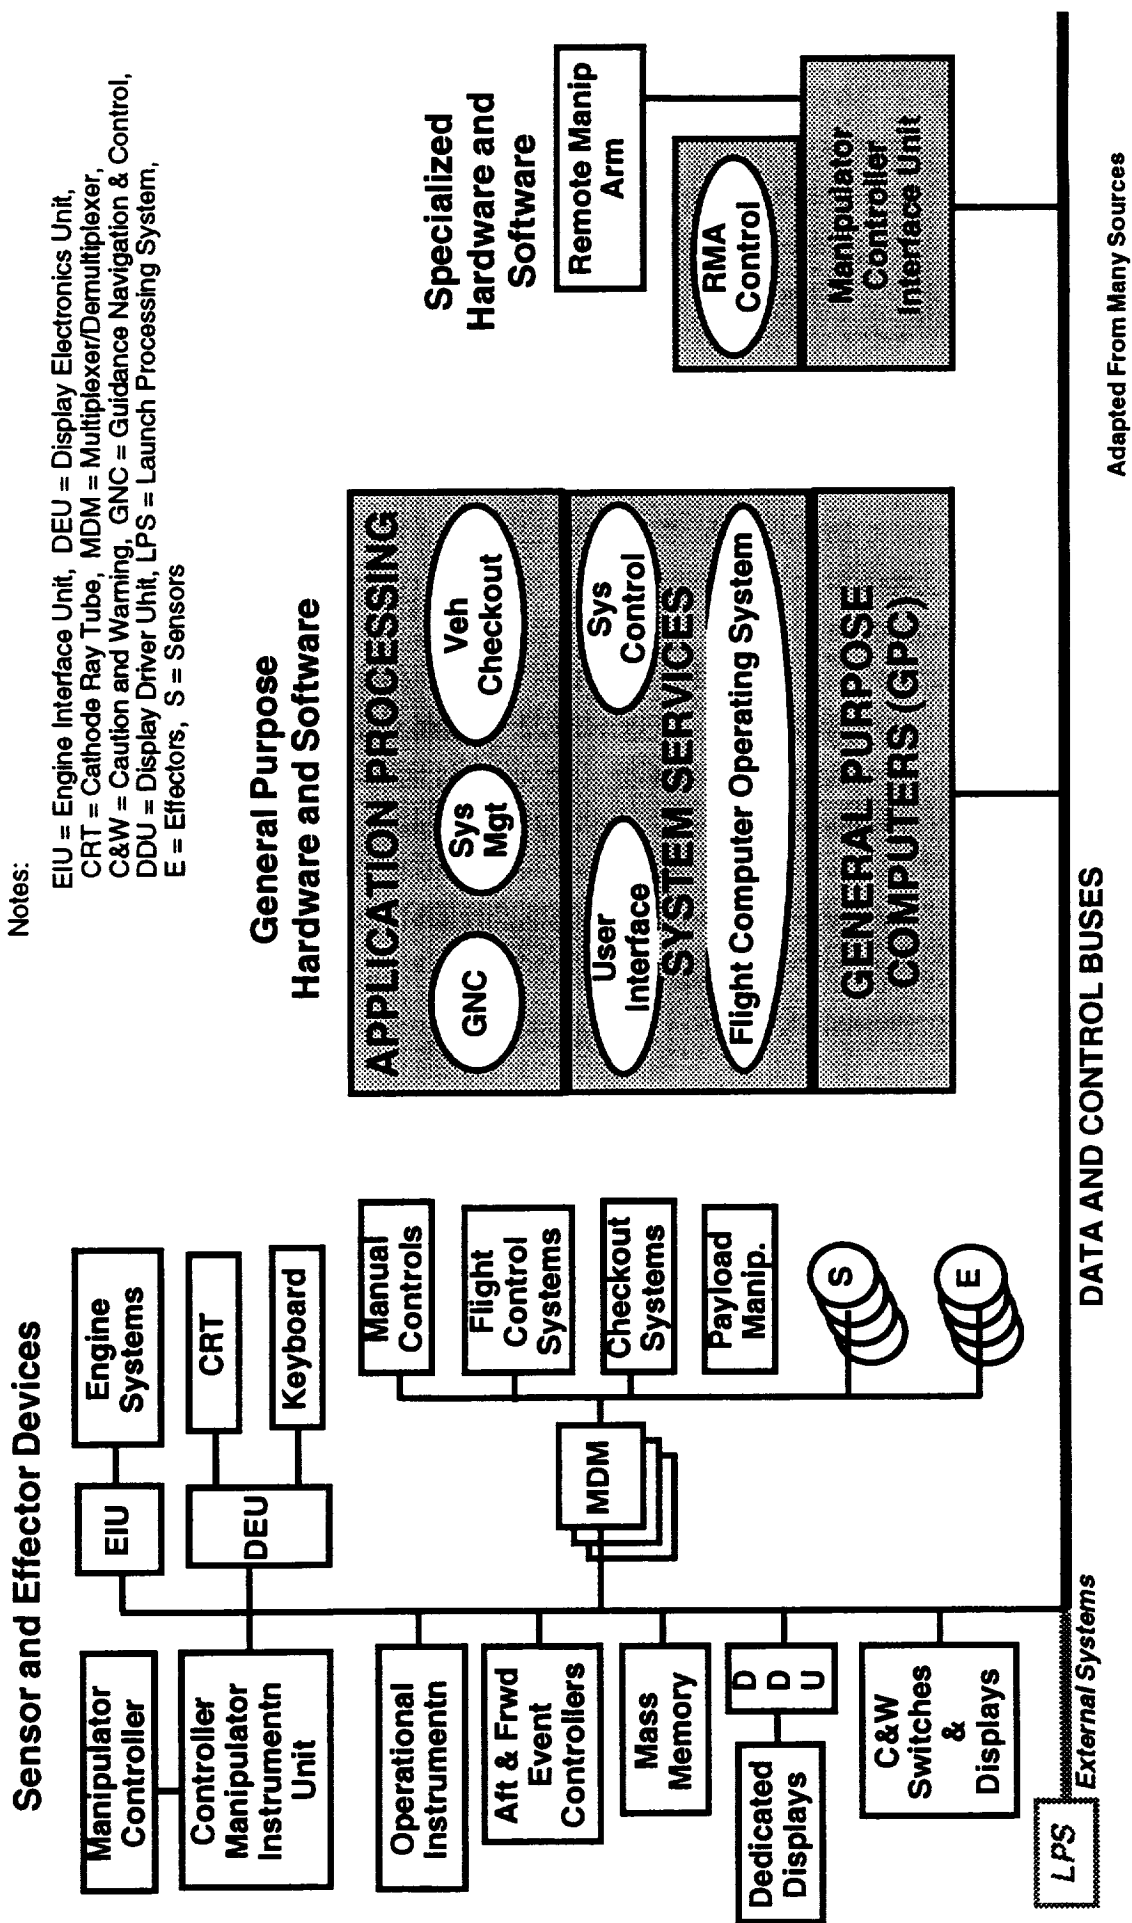 Notes:
EIU = Engine Interface Unit, DEU = Display Electronics Unit,
CRT = Cathode Ray Tube, MDM = Multiplexer/Demultiplexer,
C&W = Caution and Warning, GNC = Guidance Navigation & Control,
DDU = Display Driver Unit, LPS = Launch Processing System,
E = Effectors, S = Sensors
Sensor and Effector Devices
Manipulator
Controller
Controller
Manipulator
Instrumentn
Unit
EIU
Engine
Systems
DEU
CRT
Keyboard
Operational
Instrumentn
Aft & Frwd
Event
Controllers
Mass
Memory
D
D
U
Dedicated
Displays
C&W
Switches
&
Displays
MDM
Manual
Controls
Flight
Control
Systems
Checkout
Systems
Payload
Manip.
S
E
LPS
External Systems
General Purpose
Hardware and Software
APPLICATION PROCESSING
GNC
Sys
Mgt
Veh
Checkout
User
Interface
Sys
Control
SYSTEM SERVICES
Flight Computer Operating System
GENERAL PURPOSE
COMPUTERS (GPC)
Specialized
Hardware and
Software
Remote Manip
Arm
RMA
Control
Manipulator
Controller
Interface Unit
DATA AND CONTROL BUSES
Adapted From Many Sources